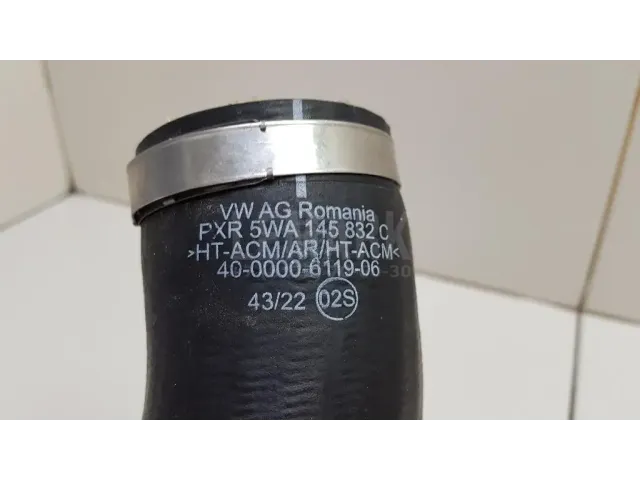 VW AG Romania
PXR 5WA 145 832 C
>HT-ACM/AR/HT-ACM<
40-0000-6119-06
43/22 02S